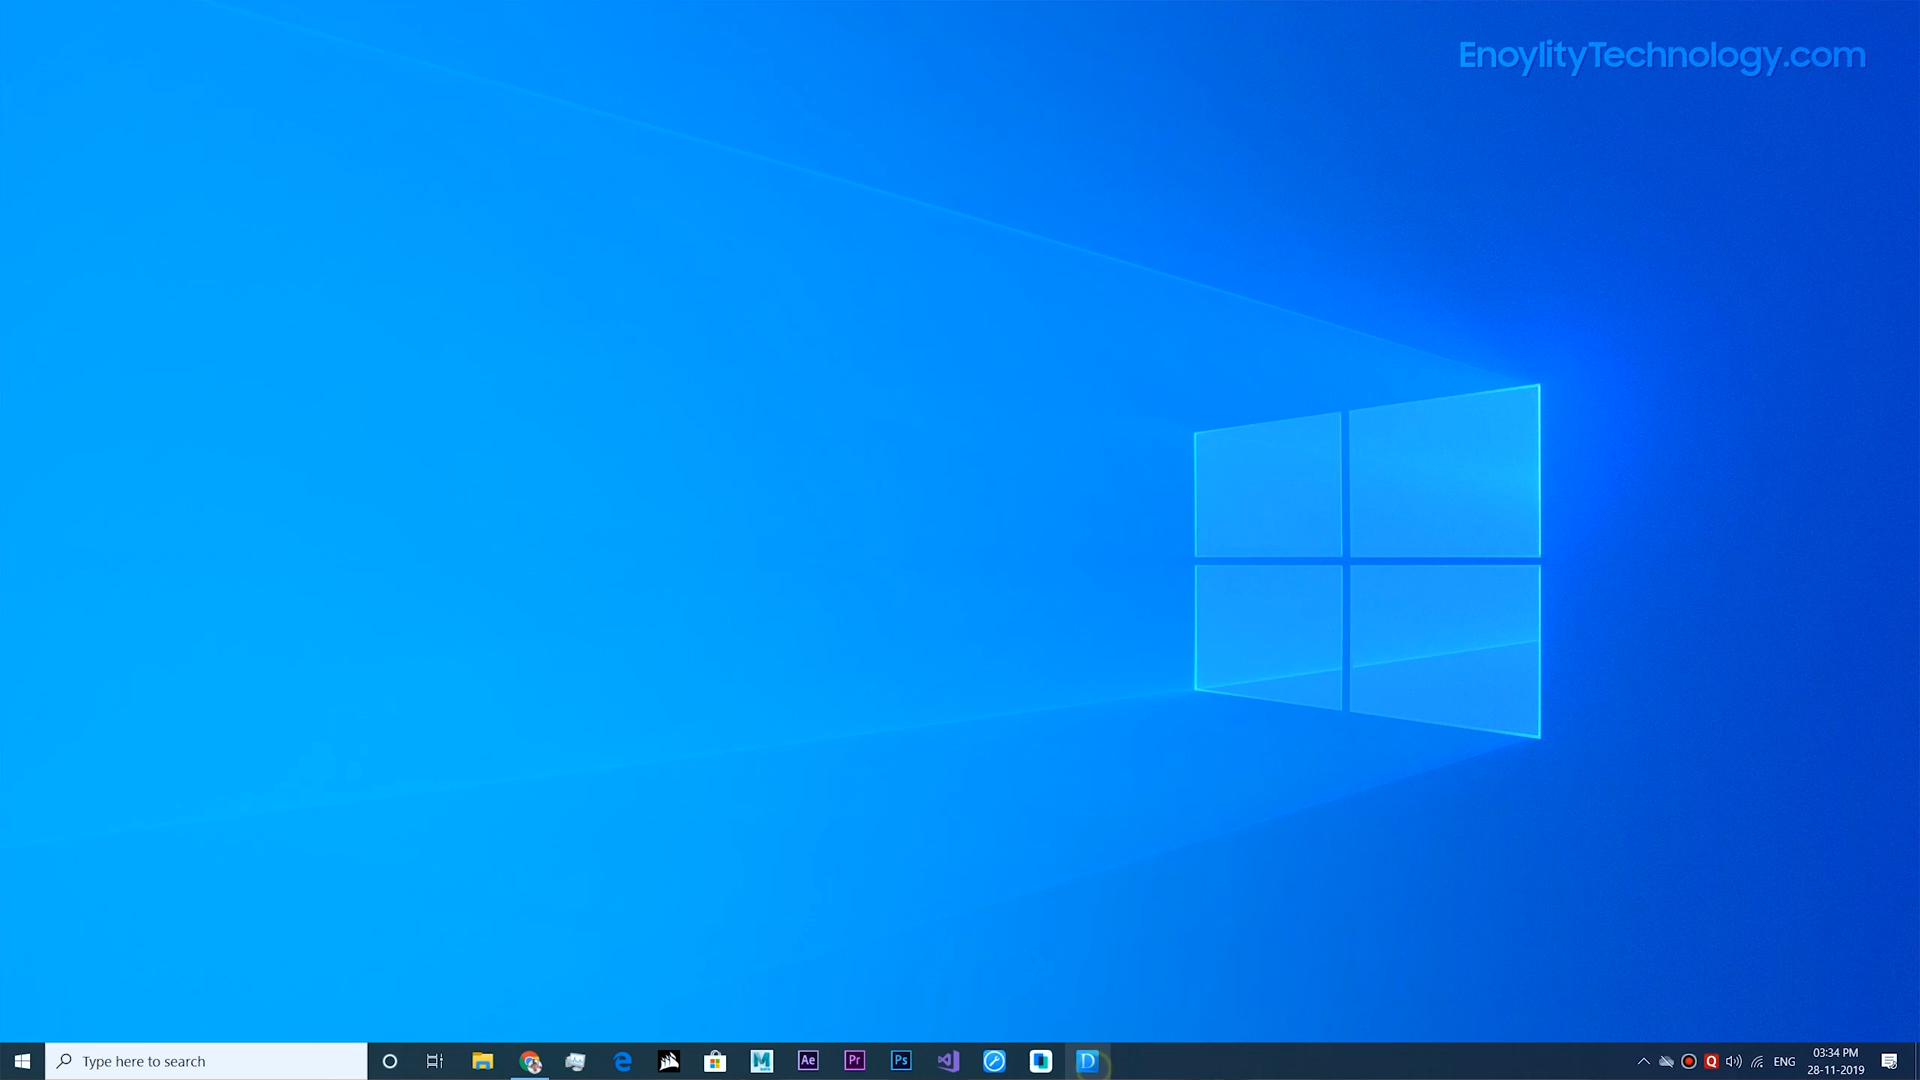 EnoylityTechnology.com
Type here to search
M
Ae
Pr
Ps
D
Q
ENG
03:34 PM
28-11-2019